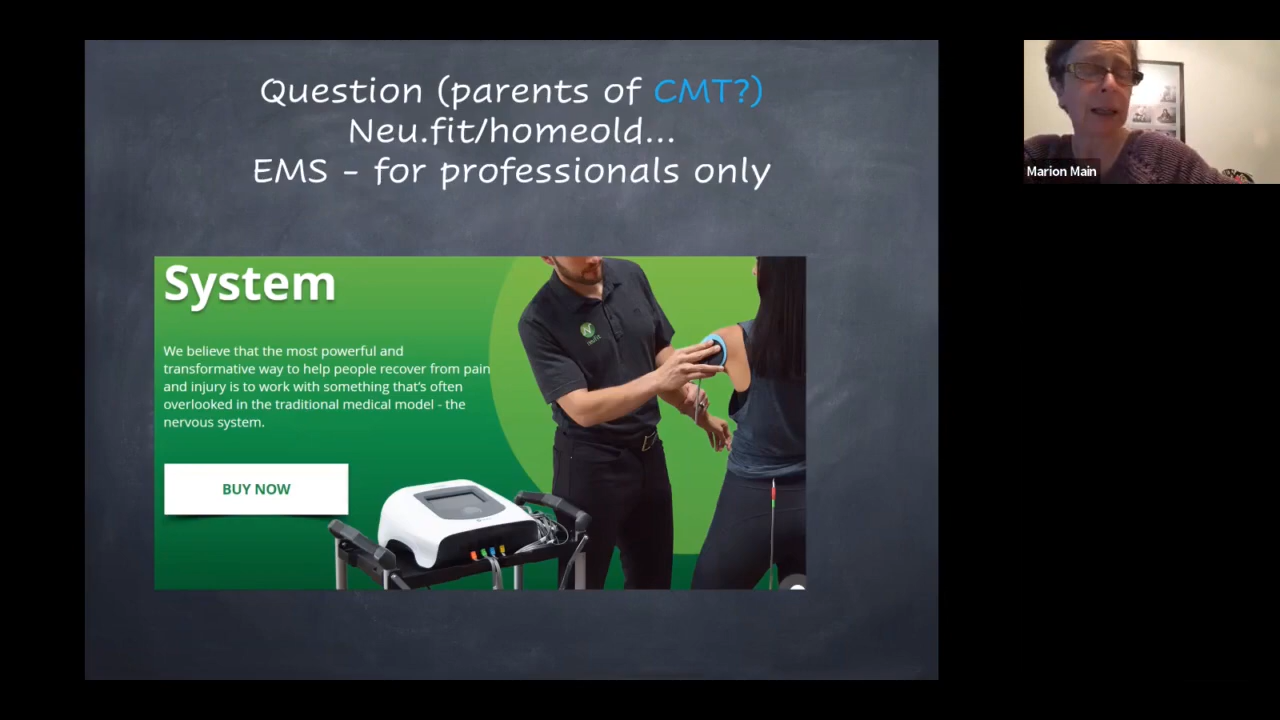 Question (parents of CMT?)
Neu.fit/homeold...
EMS - for professionals only
System
We believe that the most powerful and
transformative way to help people recover from pain
and injury is to work with something that's often
overlooked in the traditional medical model - the
nervous system.
BUY NOW
Marion Main